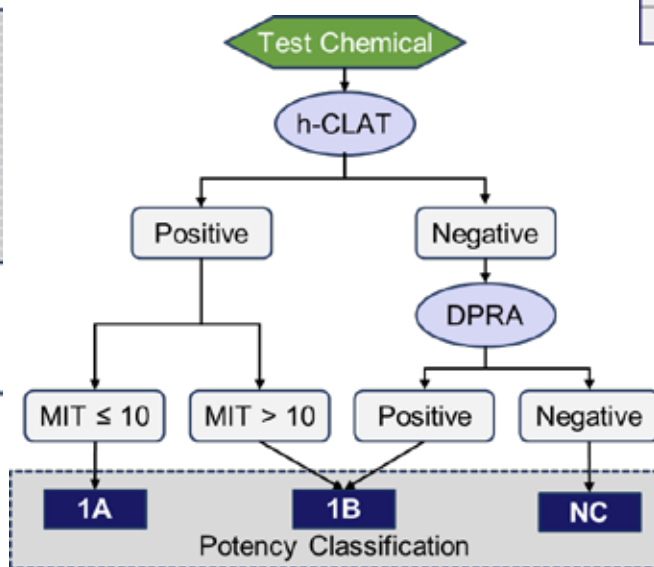 Test Chemical
h-CLAT
Positive
Negative
DPRA
MIT ≤ 10
MIT > 10
Positive
Negative
1A
1B
NC
Potency Classification